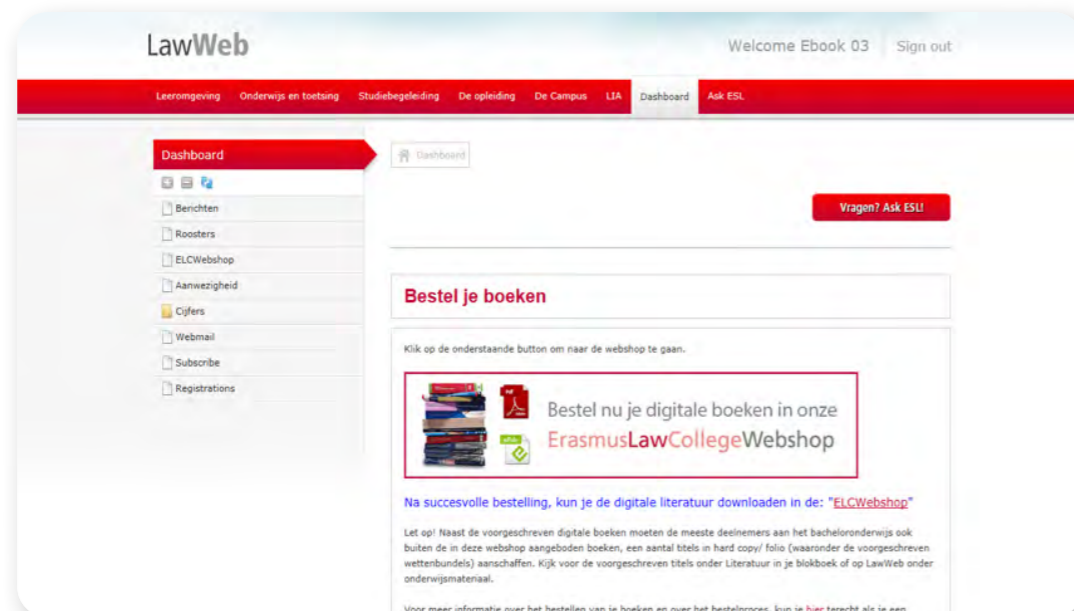 LawWeb
Welcome Ebook 03 Sign out
Leeromgeving Onderwijs en toetsing Studiebegeleiding De opleiding De Campus LIA Dashboard Ask ESL
Dashboard
Dashboard
Berichten
Vragen? Ask ESL!
Roosters
ELCWebshop
Aanwezigheid
Cijfers
Webmail
Subscribe
Registrations
Bestel je boeken
Klik op de onderstaande button om naar de webshop te gaan.
Bestel nu je digitale boeken in onze
ErasmusLawCollegeWebshop
Na succesvolle bestelling, kun je de digitale literatuur downloaden in de: "ELCWebshop"
Let op! Naast de voorgeschreven digitale boeken moeten de meeste deelnemers aan het bacheloronderwijs ook
buiten de in deze webshop aangeboden boeken, een aantal titels in hard copy/ folio (waaronder de voorgeschreven
wettenbundels) aanschaffen. Kijk voor de voorgeschreven titels onder Literatuur in je blokboek of op LawWeb onder
onderwijsmateriaal.
Voor meer informatie over het bestellen van je boeken en over het bestelproces, kun je hier terecht als je een